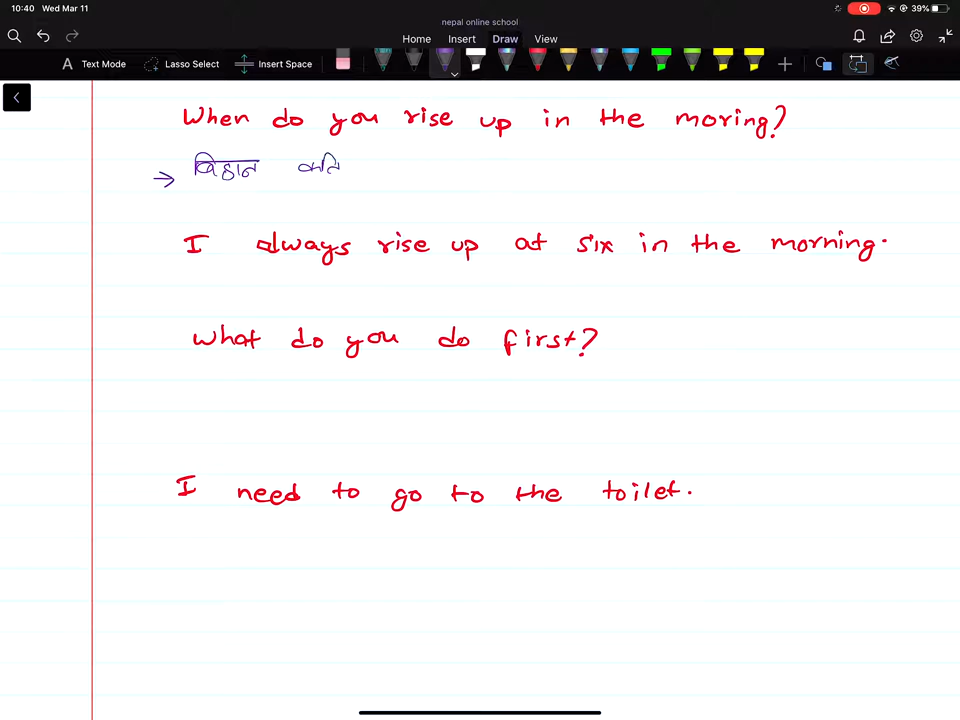 10:40 Wed Mar 11
39%
nepal online school
Home Insert Draw View
Text Mode Lasso Select Insert Space
When do you rise up in the moring?
→ बिहान कति
I always rise up at six in the morning.
What do you do first?
I need to go to the toilet.